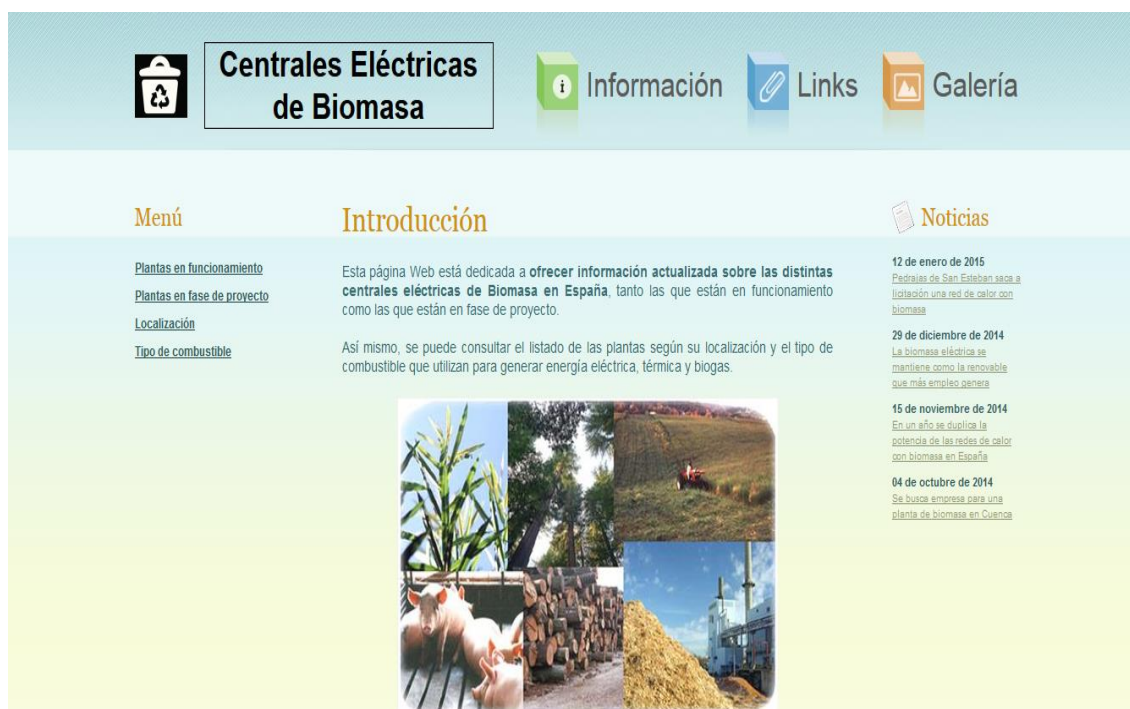 Centrales Eléctricas
de Biomasa
Información
Links
Galería
Menú
Plantas en funcionamiento
Plantas en fase de proyecto
Localización
Tipo de combustible
Introducción
Esta página Web está dedicada a ofrecer información actualizada sobre las distintas
centrales eléctricas de Biomasa en España, tanto las que están en funcionamiento
como las que están en fase de proyecto.
Así mismo, se puede consultar el listado de las plantas según su localización y el tipo de
combustible que utilizan para generar energía eléctrica, térmica y biogas.
Noticias
12 de enero de 2015
Pedrajas de San Esteban saca a
licitación una red de calor con
biomasa
29 de diciembre de 2014
La biomasa eléctrica se
mantiene como la renovable
que más empleo genera
15 de noviembre de 2014
En un año se duplica la
potencia de las redes de calor
con biomasa en España
04 de octubre de 2014
Se busca empresa para una
planta de biomasa en Cuenca